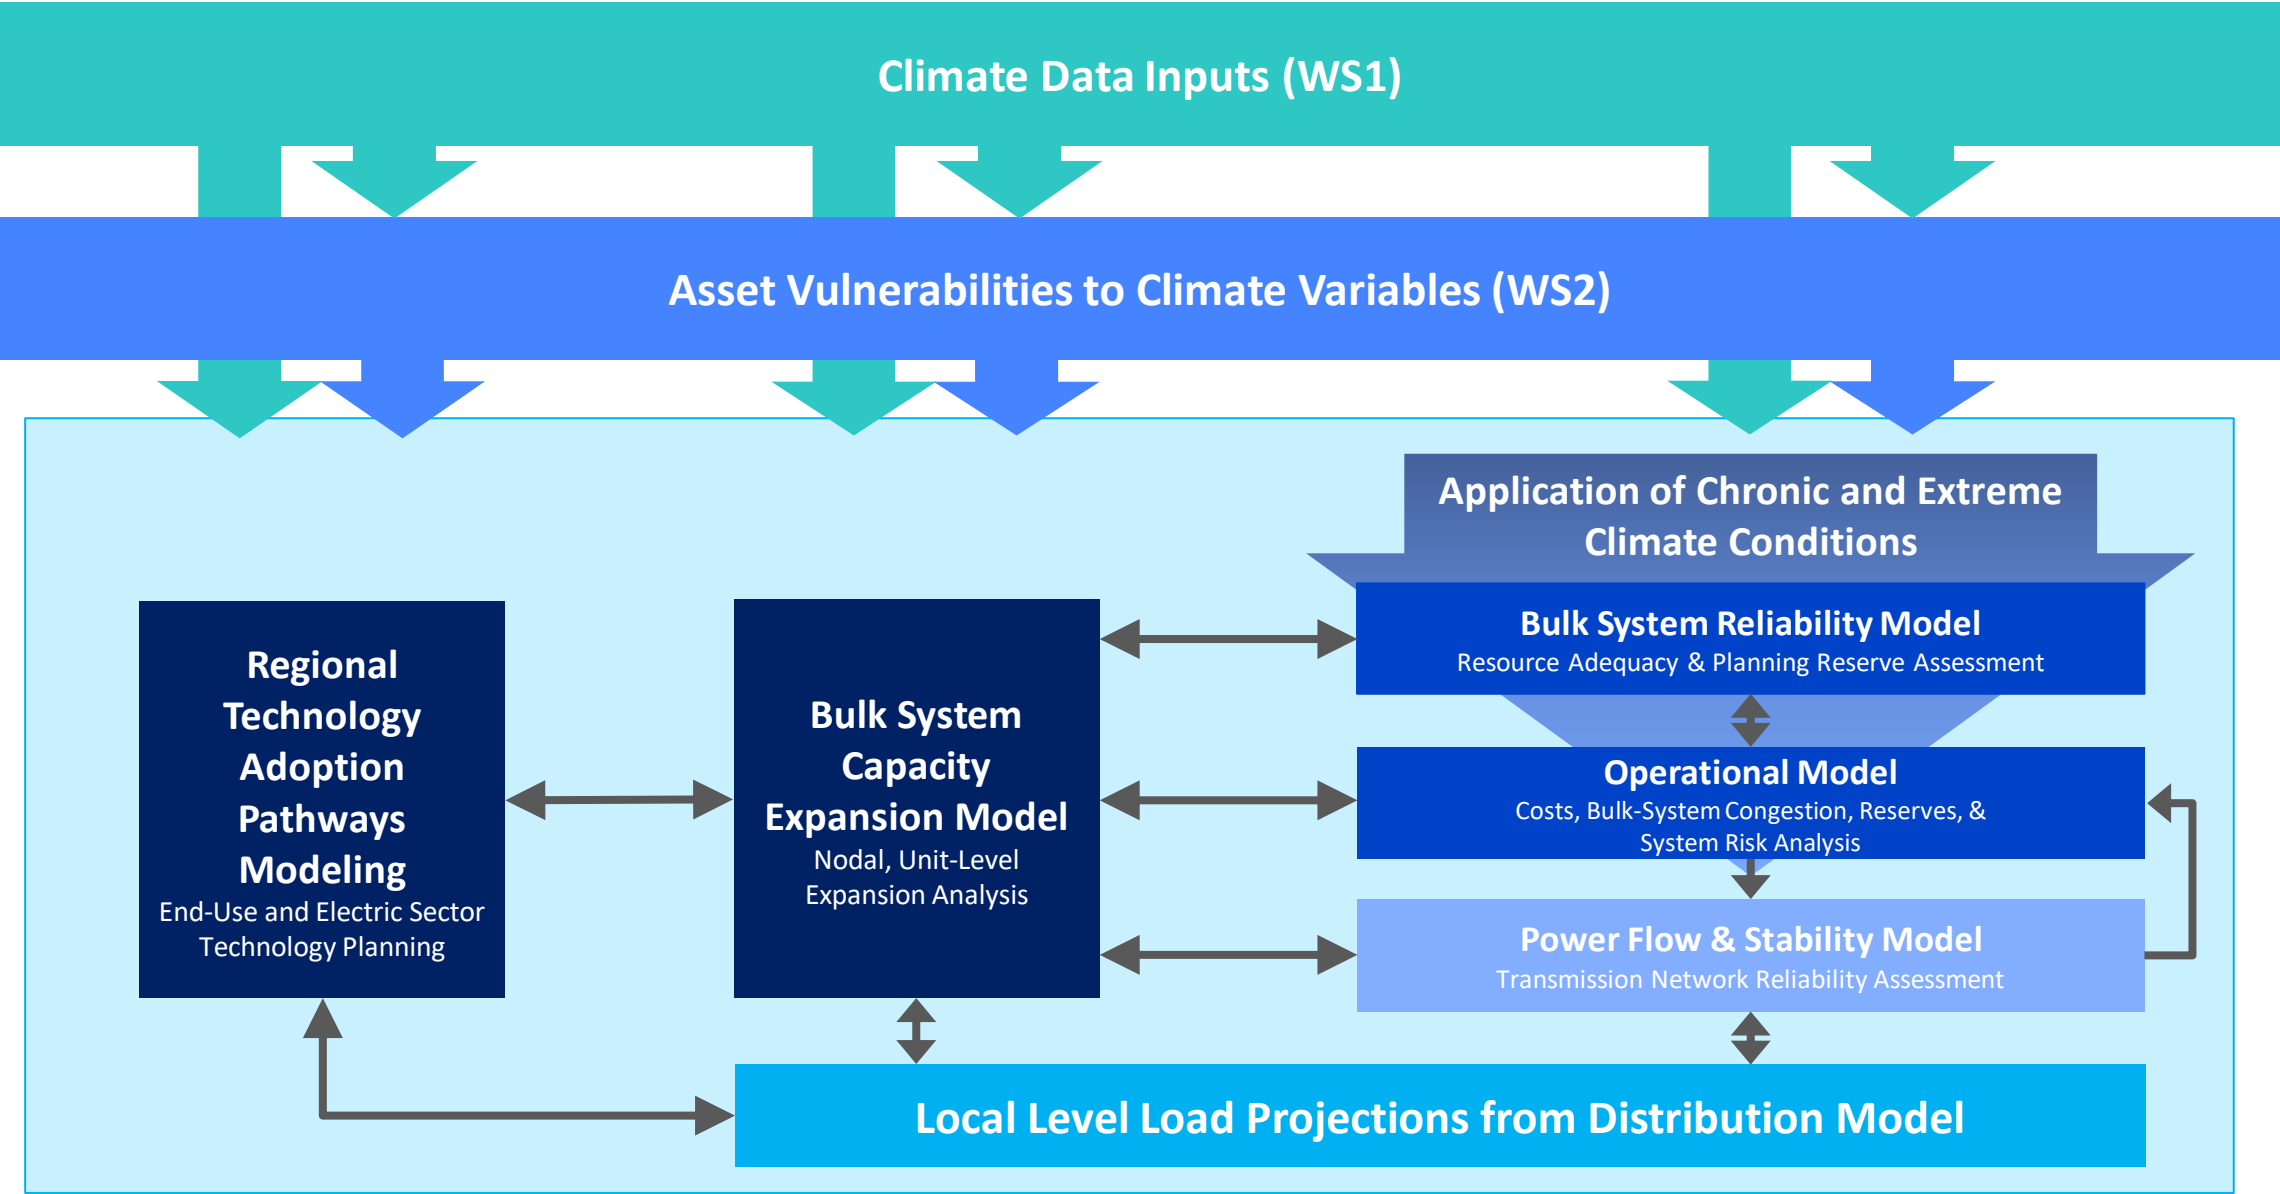 Climate Data Inputs (WS1)
Asset Vulnerabilities to Climate Variables (WS2)
Application of Chronic and Extreme
Climate Conditions
Regional
Technology
Adoption
Pathways
Modeling
End-Use and Electric Sector
Technology Planning
Bulk System
Capacity
Expansion Model
Nodal, Unit-Level
Expansion Analysis
Bulk System Reliability Model
Resource Adequacy & Planning Reserve Assessment
Operational Model
Costs, Bulk-System Congestion, Reserves, &
System Risk Analysis
Power Flow & Stability Model
Transmission Network Reliability Assessment
Local Level Load Projections from Distribution Model